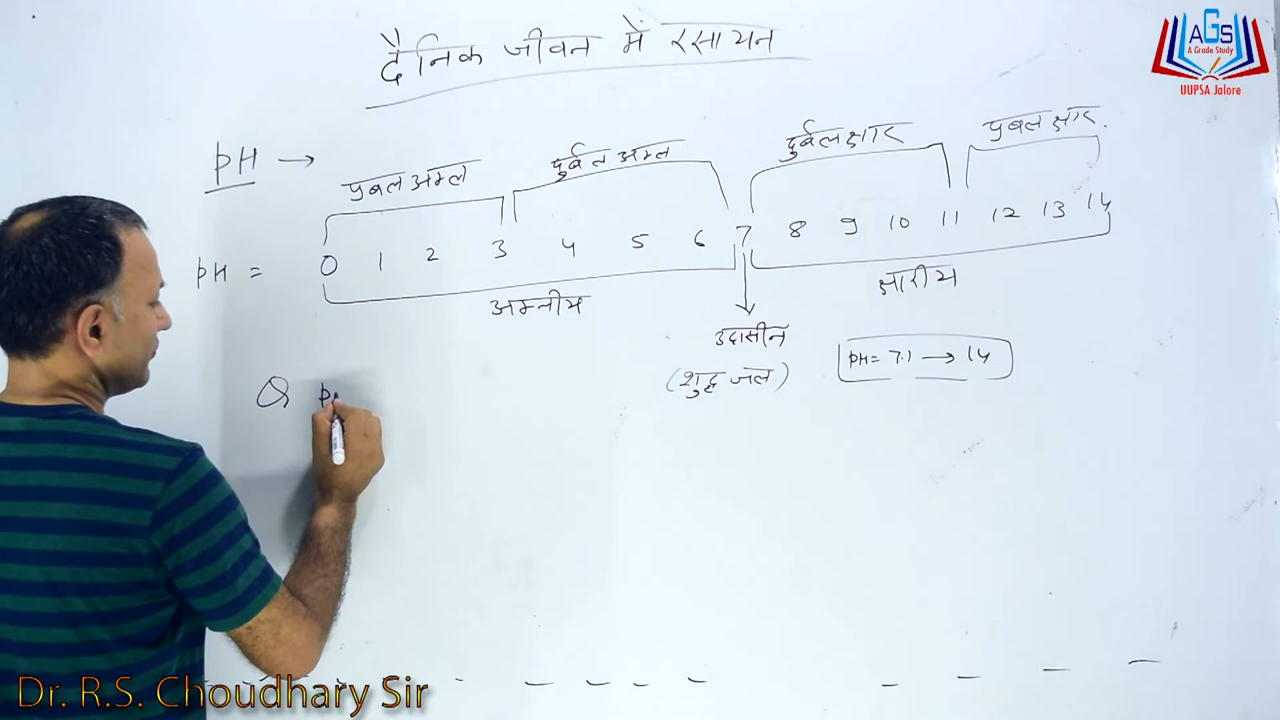 दैनिक जीवन में रसायन
AGS
A Grade Study
UUPSA Jalore
pH →
प्रबल अम्ल दुर्बल अम्ल दुर्बल क्षार प्रबल क्षार.
pH = 0 1 2 3 4 5 6 7 8 9 10 11 12 13 14
अम्लीय क्षारीय
उदासीन
(शुद्ध जल)
pH = 7.1 → 14
Q
Dr. R.S. Choudhary Sir